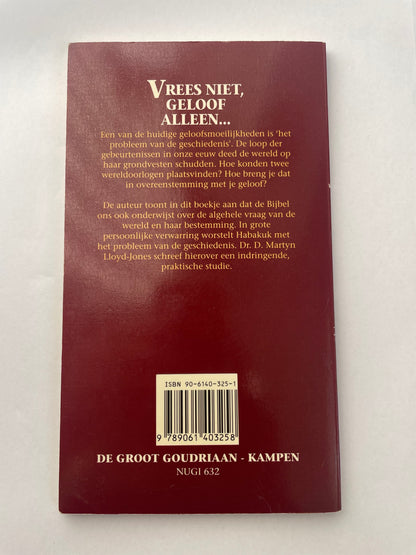 VREES NIET,
GELOOF
ALLEEN...
Een van de huidige geloofsmoeilijkheden is 'het
probleem van de geschiedenis'. De loop der
gebeurtenissen in onze eeuw deed de wereld op
haar grondvesten schudden. Hoe konden twee
wereldoorlogen plaatsvinden? Hoe breng je dat
in overeenstemming met je geloof?
De auteur toont in dit boekje aan dat de Bijbel
ons ook onderwijst over de algehele vraag van de
wereld en haar bestemming. In grote
persoonlijke verwarring worstelt Habakuk met
het probleem van de geschiedenis. Dr. D. Martyn
Lloyd-Jones schreef hierover een indringende,
praktische studie.
ISBN 90-6140-325-1
9 789061 403258
DE GROOT GOUDRIAAN - KAMPEN
NUGI 632